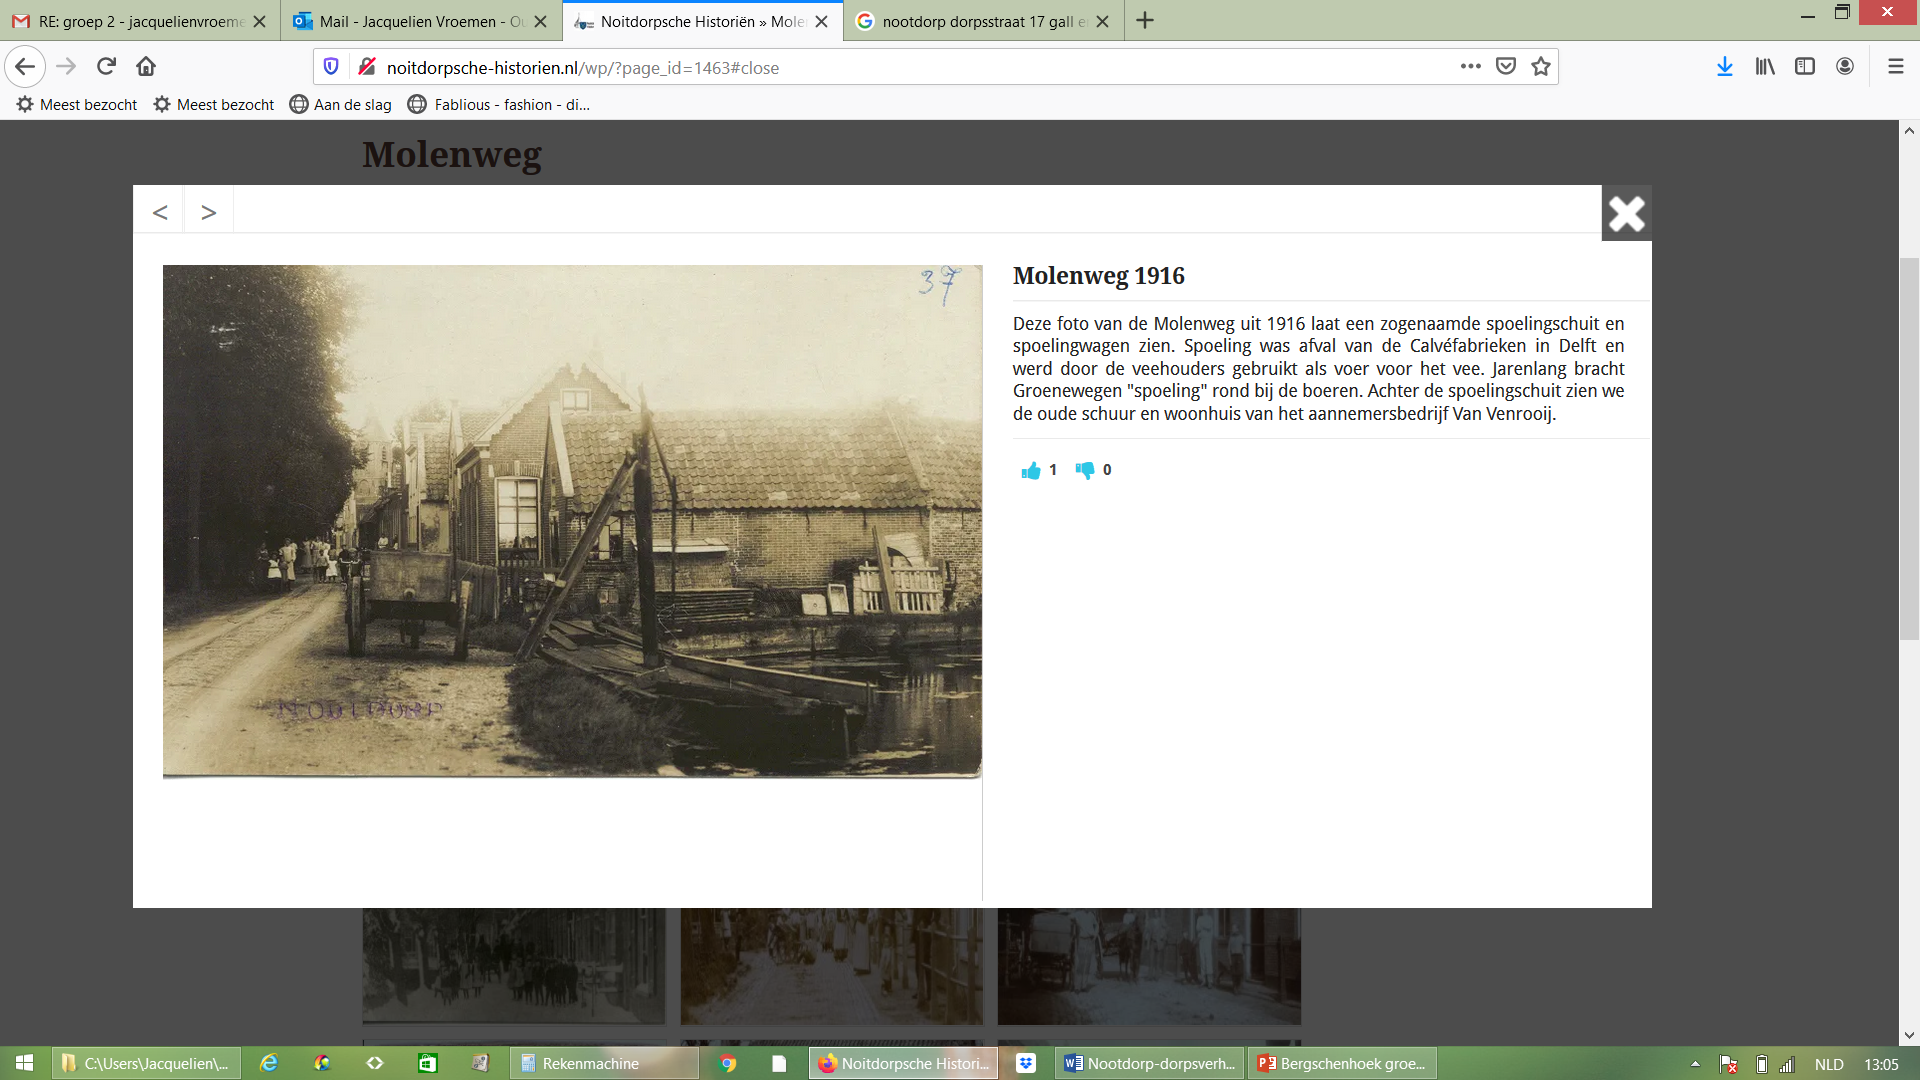 RE: groep 2 - jacquelienvroeme
Mail - Jacquelien Vroemen - Ou
Noitdorpsche Historiën » Mole
nootdorp dorpsstraat 17 gall e
noitdorpsche-historien.nl/wp/?page_id=1463#close
Meest bezocht
Meest bezocht
Aan de slag
Fablious - fashion - di...
Molenweg
< >
37
NOOTDORP
Molenweg 1916
Deze foto van de Molenweg uit 1916 laat een zogenaamde spoelingschuit en
spoelingwagen zien. Spoeling was afval van de Calvéfabrieken in Delft en
werd door de veehouders gebruikt als voer voor het vee. Jarenlang bracht
Groenewegen "spoeling" rond bij de boeren. Achter de spoelingschuit zien we
de oude schuur en woonhuis van het aannemersbedrijf Van Venrooij.
1 0
C:\Users\Jacquelien\...
Rekenmachine
Noitdorpsche Histori...
Nootdorp-dorpsverh...
Bergschenhoek groe...
NLD
13:05